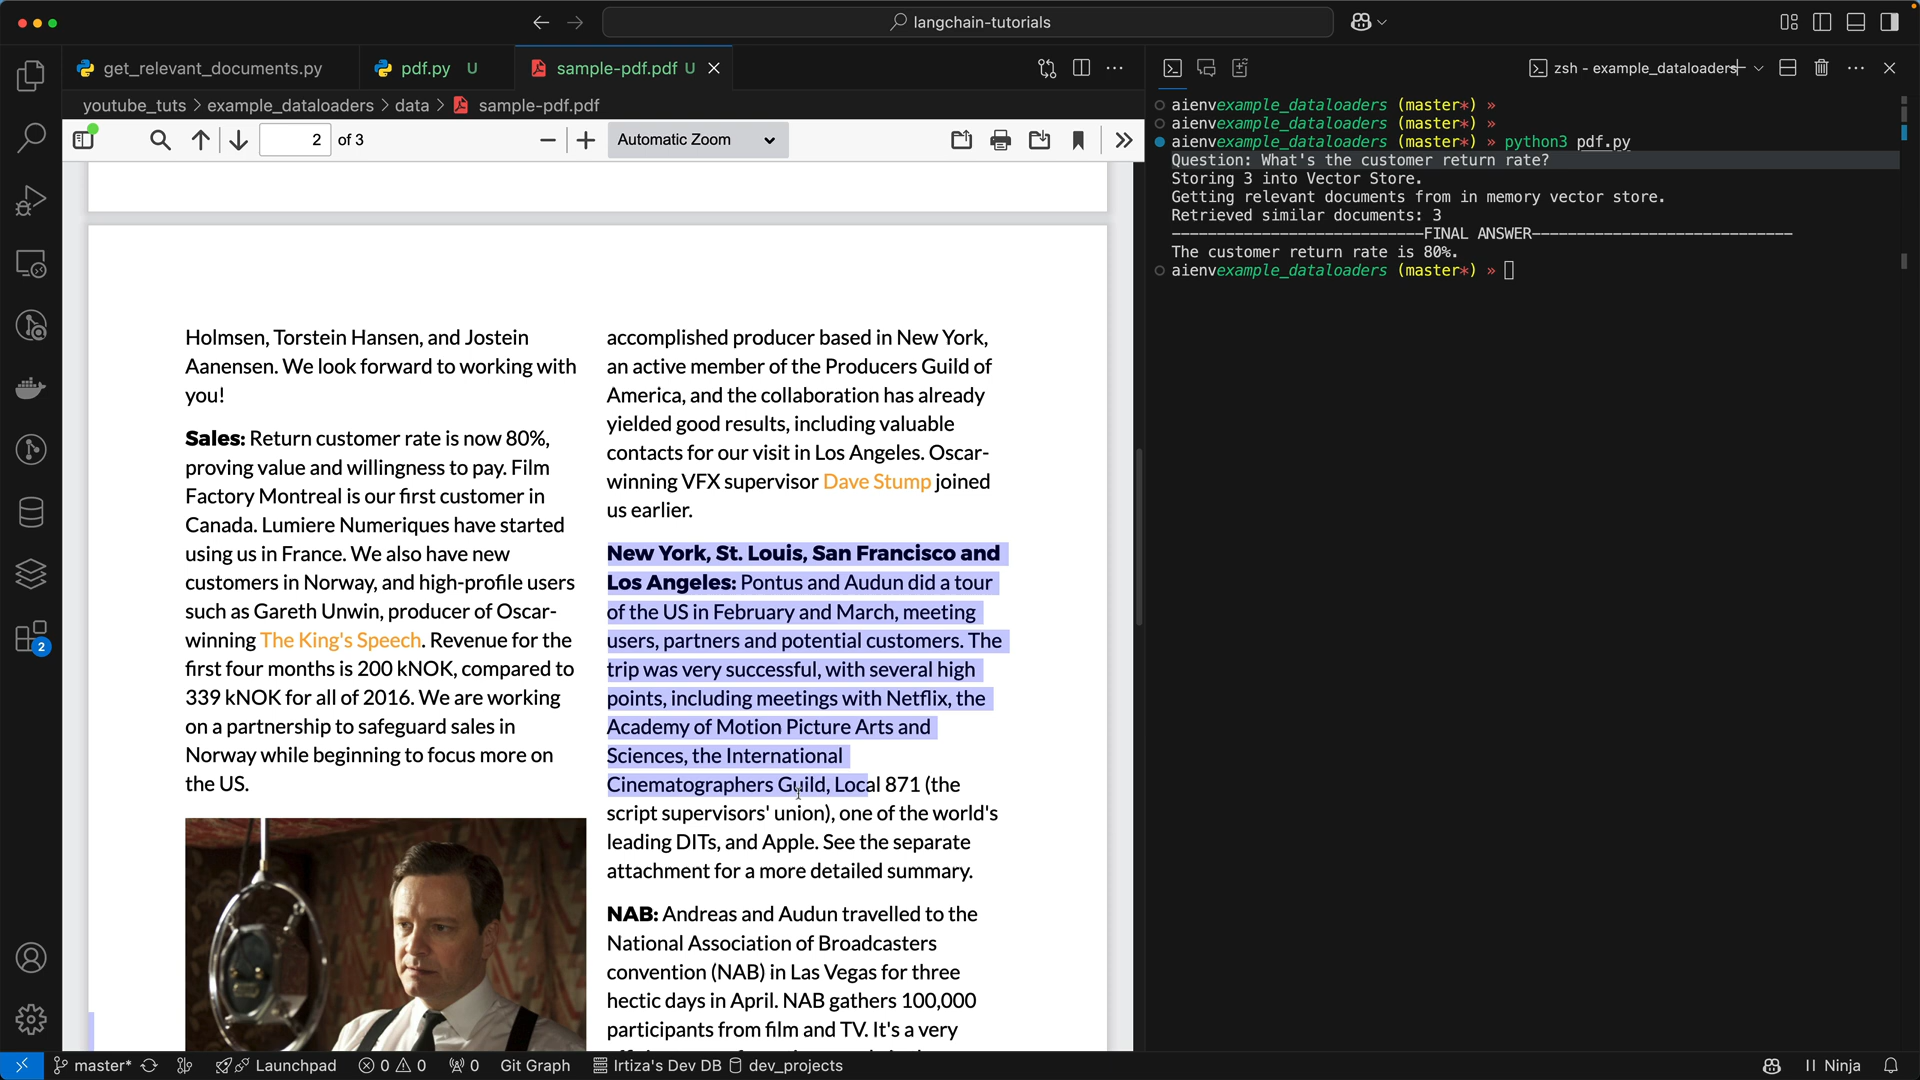 langchain-tutorials
get_relevant_documents.py
pdf.py U
sample-pdf.pdf U
youtube_tuts > example_dataloaders > data > sample-pdf.pdf
2 of 3
Automatic Zoom
Holmsen, Torstein Hansen, and Jostein
Aanensen. We look forward to working with
you!
Sales: Return customer rate is now 80%,
proving value and willingness to pay. Film
Factory Montreal is our first customer in
Canada. Lumiere Numeriques have started
using us in France. We also have new
customers in Norway, and high-profile users
such as Gareth Unwin, producer of Oscar-
winning The King's Speech. Revenue for the
first four months is 200 kNOK, compared to
339 kNOK for all of 2016. We are working
on a partnership to safeguard sales in
Norway while beginning to focus more on
the US.
accomplished producer based in New York,
an active member of the Producers Guild of
America, and the collaboration has already
yielded good results, including valuable
contacts for our visit in Los Angeles. Oscar-
winning VFX supervisor Dave Stump joined
us earlier.
New York, St. Louis, San Francisco and
Los Angeles: Pontus and Audun did a tour
of the US in February and March, meeting
users, partners and potential customers. The
trip was very successful, with several high
points, including meetings with Netflix, the
Academy of Motion Picture Arts and
Sciences, the International
Cinematographers Guild, Local 871 (the
script supervisors' union), one of the world's
leading DITs, and Apple. See the separate
attachment for a more detailed summary.
NAB: Andreas and Audun travelled to the
National Association of Broadcasters
convention (NAB) in Las Vegas for three
hectic days in April. NAB gathers 100,000
participants from film and TV. It's a very
zsh - example_dataloaders
aienvexample_dataloaders (master*) »
aienvexample_dataloaders (master*) »
aienvexample_dataloaders (master*) » python3 pdf.py
Question: What's the customer return rate?
Storing 3 into Vector Store.
Getting relevant documents from in memory vector store.
Retrieved similar documents: 3
----------------------------FINAL ANSWER-----------------------------
The customer return rate is 80%.
aienvexample_dataloaders (master*) »
2
master* Launchpad 0 0 0 Git Graph Irtiza's Dev DB dev_projects Ninja